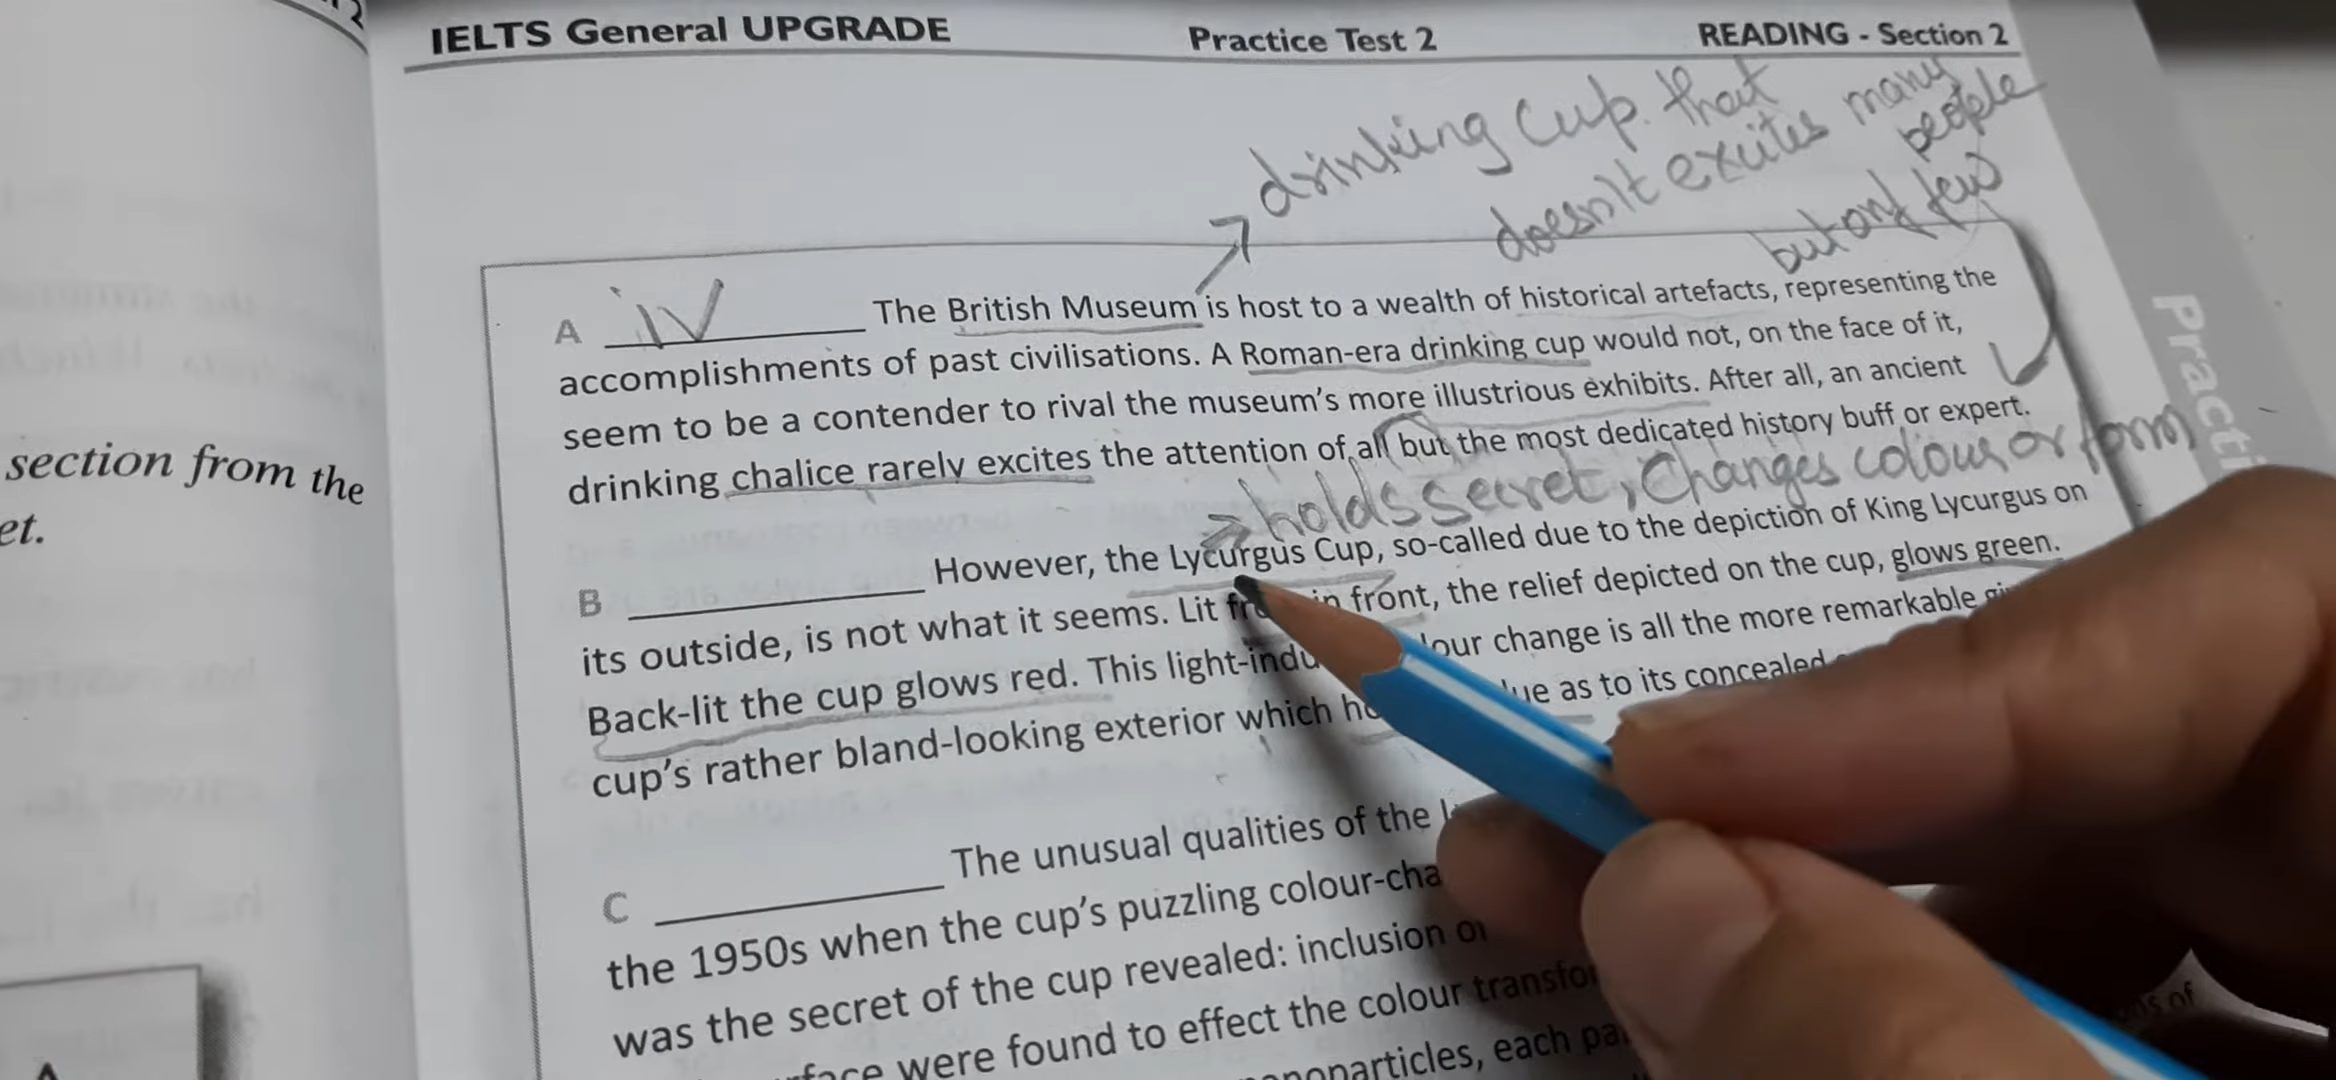 IELTS General UPGRADE
Practice Test 2
READING - Section 2
drinking cup that
doesn't excites many
people
but only few
A iv The British Museum is host to a wealth of historical artefacts, representing the
accomplishments of past civilisations. A Roman-era drinking cup would not, on the face of it,
seem to be a contender to rival the museum's more illustrious exhibits. After all, an ancient
drinking chalice rarely excites the attention of all but the most dedicated history buff or expert.
holds secret, Changes colour or form
B However, the Lycurgus Cup, so-called due to the depiction of King Lycurgus on
its outside, is not what it seems. Lit in front, the relief depicted on the cup, glows green.
Back-lit the cup glows red. This light-indu our change is all the more remarkable
cup's rather bland-looking exterior which as to its concealed
C The unusual qualities of the
the 1950s when the cup's puzzling colour-cha
was the secret of the cup revealed: inclusion
were found to effect the colour transfo
nanoparticles, each
section from the
et.
Practi